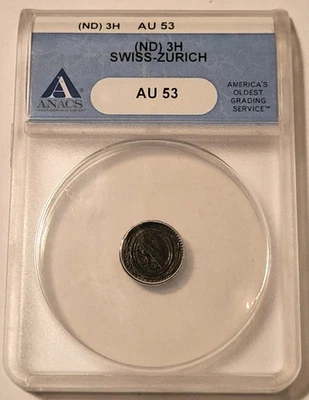 (ND) 3H AU 53
(ND) 3H
SWISS-ZURICH
ANACS
AU 53
AMERICA'S
OLDEST
GRADING
SERVICE™